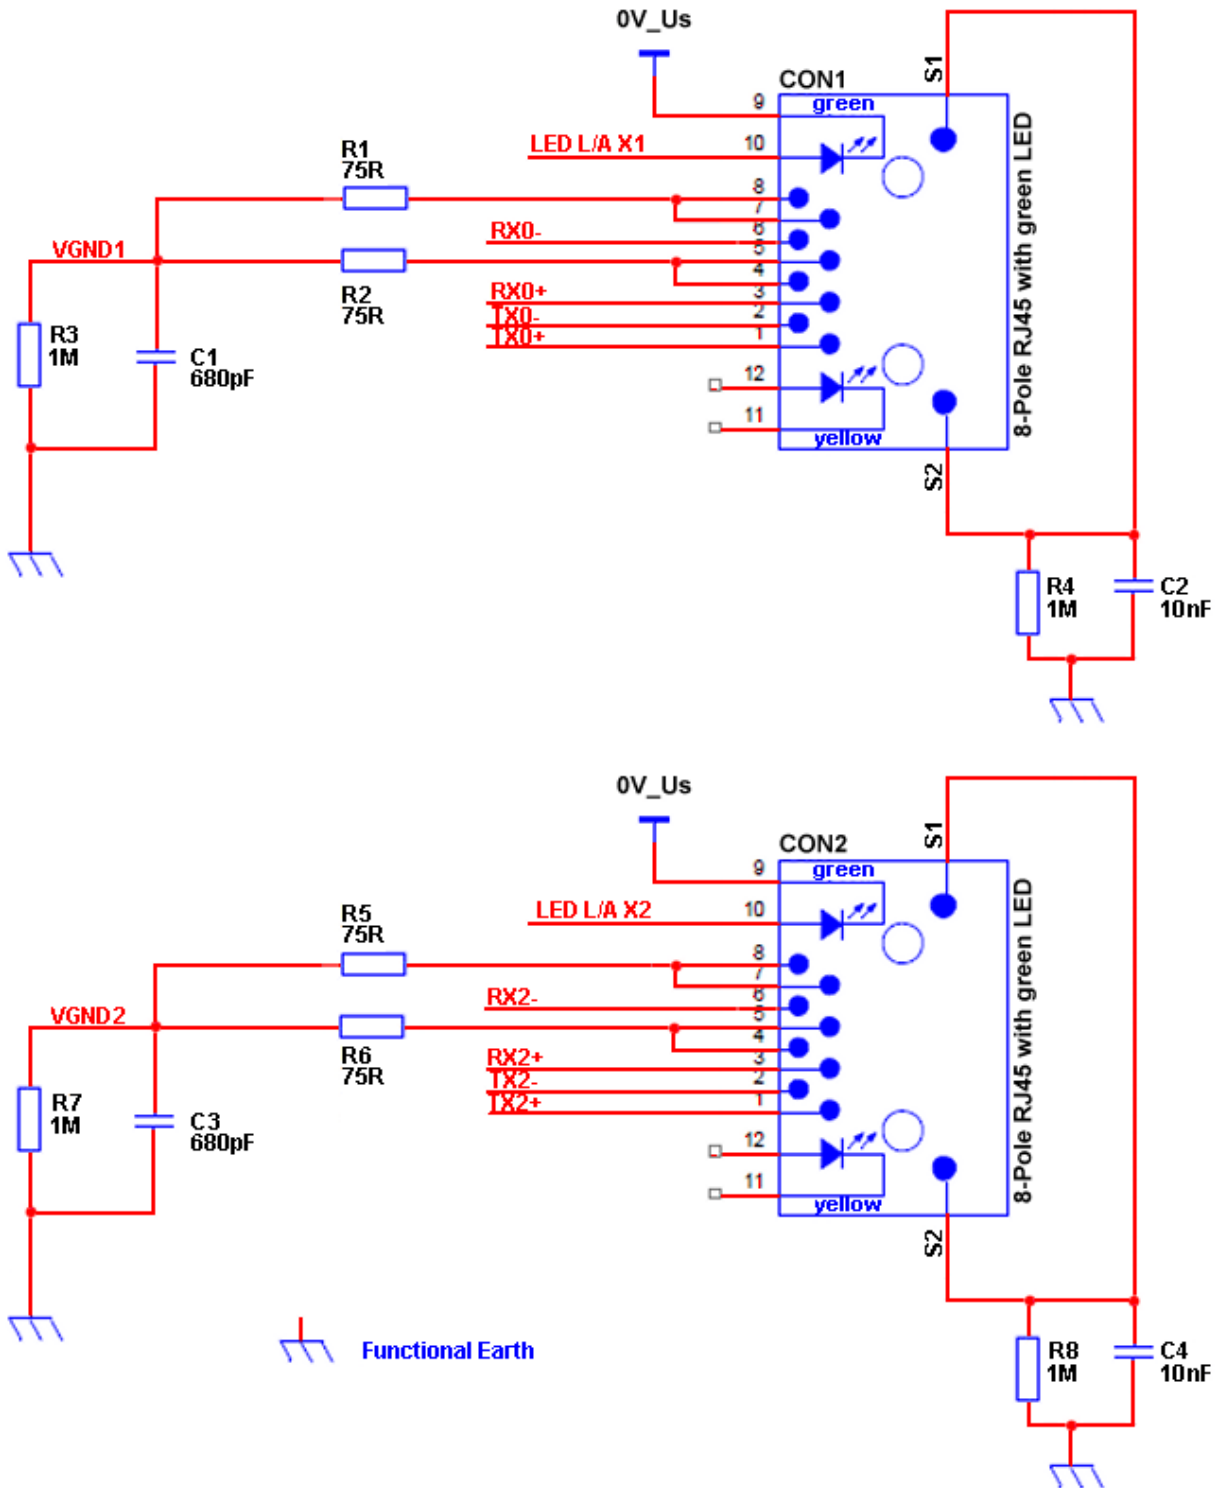 0V_Us
S1
CON1
green
9
LED L/A X1
10
R1
75R
8
7
RX0-
6
5
VGND1
4
R2
75R
RX0+
3
TX0-
2
TX0+
1
R3
1M
C1
680pF
12
11
yellow
8-Pole RJ45 with green LED
S2
R4
1M
C2
10nF
0V_Us
S1
CON2
green
9
LED L/A X2
10
R5
75R
8
7
RX2-
6
5
VGND2
4
R6
75R
RX2+
3
TX2-
2
TX2+
1
R7
1M
C3
680pF
12
11
yellow
8-Pole RJ45 with green LED
S2
Functional Earth
R8
1M
C4
10nF